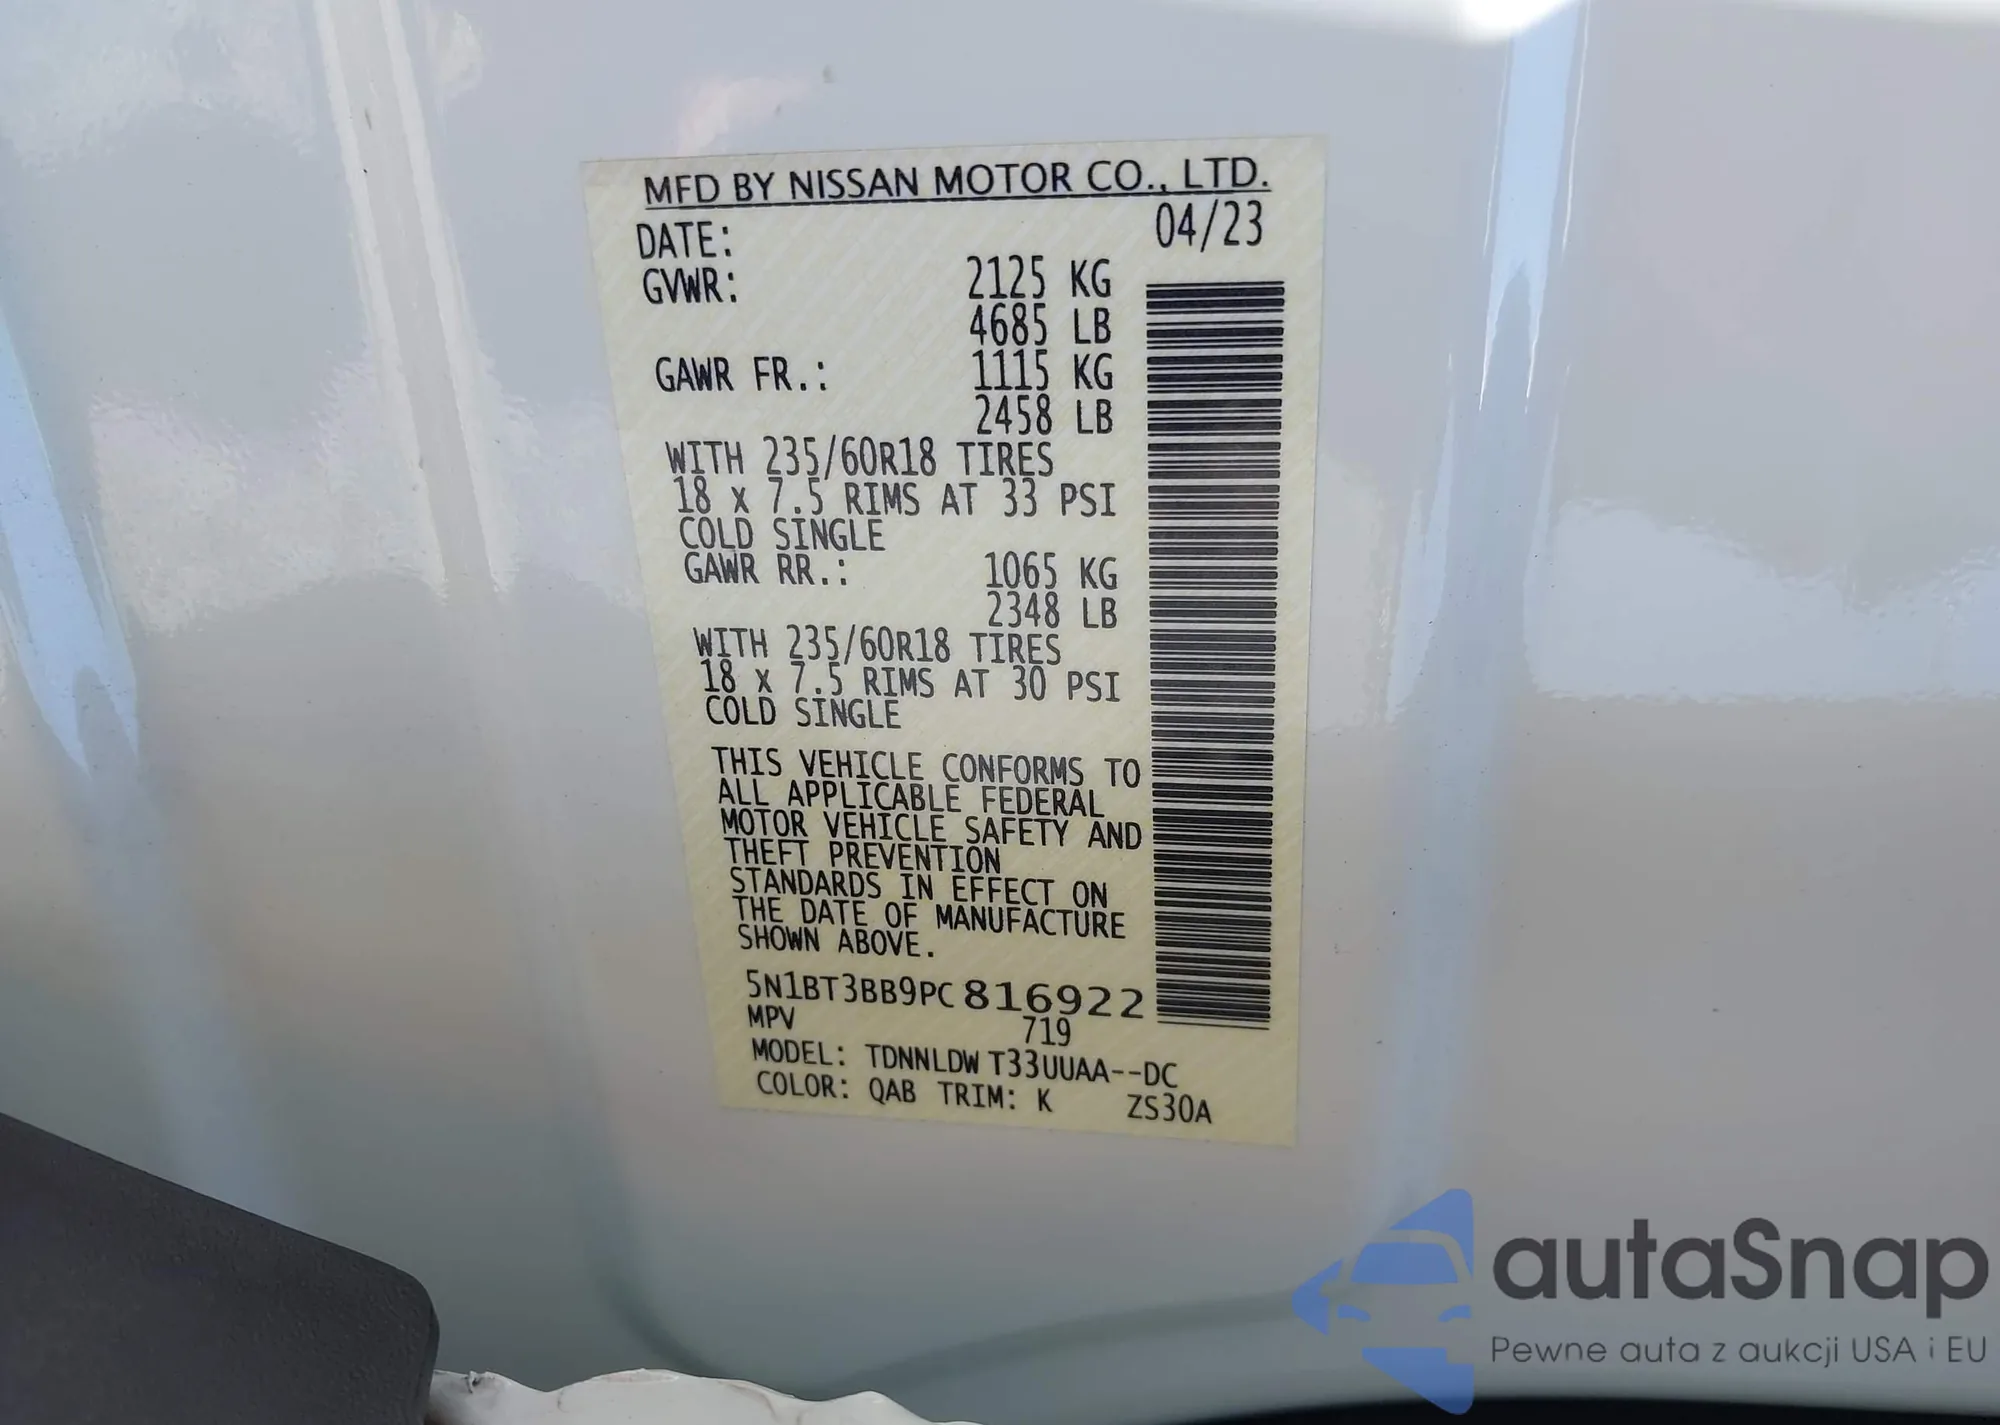 MFD BY NISSAN MOTOR CO., LTD.
DATE: 04/23
GVWR: 2125 KG
4685 LB
GAWR FR.: 1115 KG
2458 LB
WITH 235/60R18 TIRES
18 x 7.5 RIMS AT 33 PSI
COLD SINGLE
GAWR RR.: 1065 KG
2348 LB
WITH 235/60R18 TIRES
18 x 7.5 RIMS AT 30 PSI
COLD SINGLE
THIS VEHICLE CONFORMS TO
ALL APPLICABLE FEDERAL
MOTOR VEHICLE SAFETY AND
THEFT PREVENTION
STANDARDS IN EFFECT ON
THE DATE OF MANUFACTURE
SHOWN ABOVE.
5N1BT3BB9PC 816922
MPV 719
MODEL: TDNNLDW T33UUAA--DC
COLOR: QAB TRIM: K ZS30A
autaSnap
Pewne auta z aukcji USA i EU